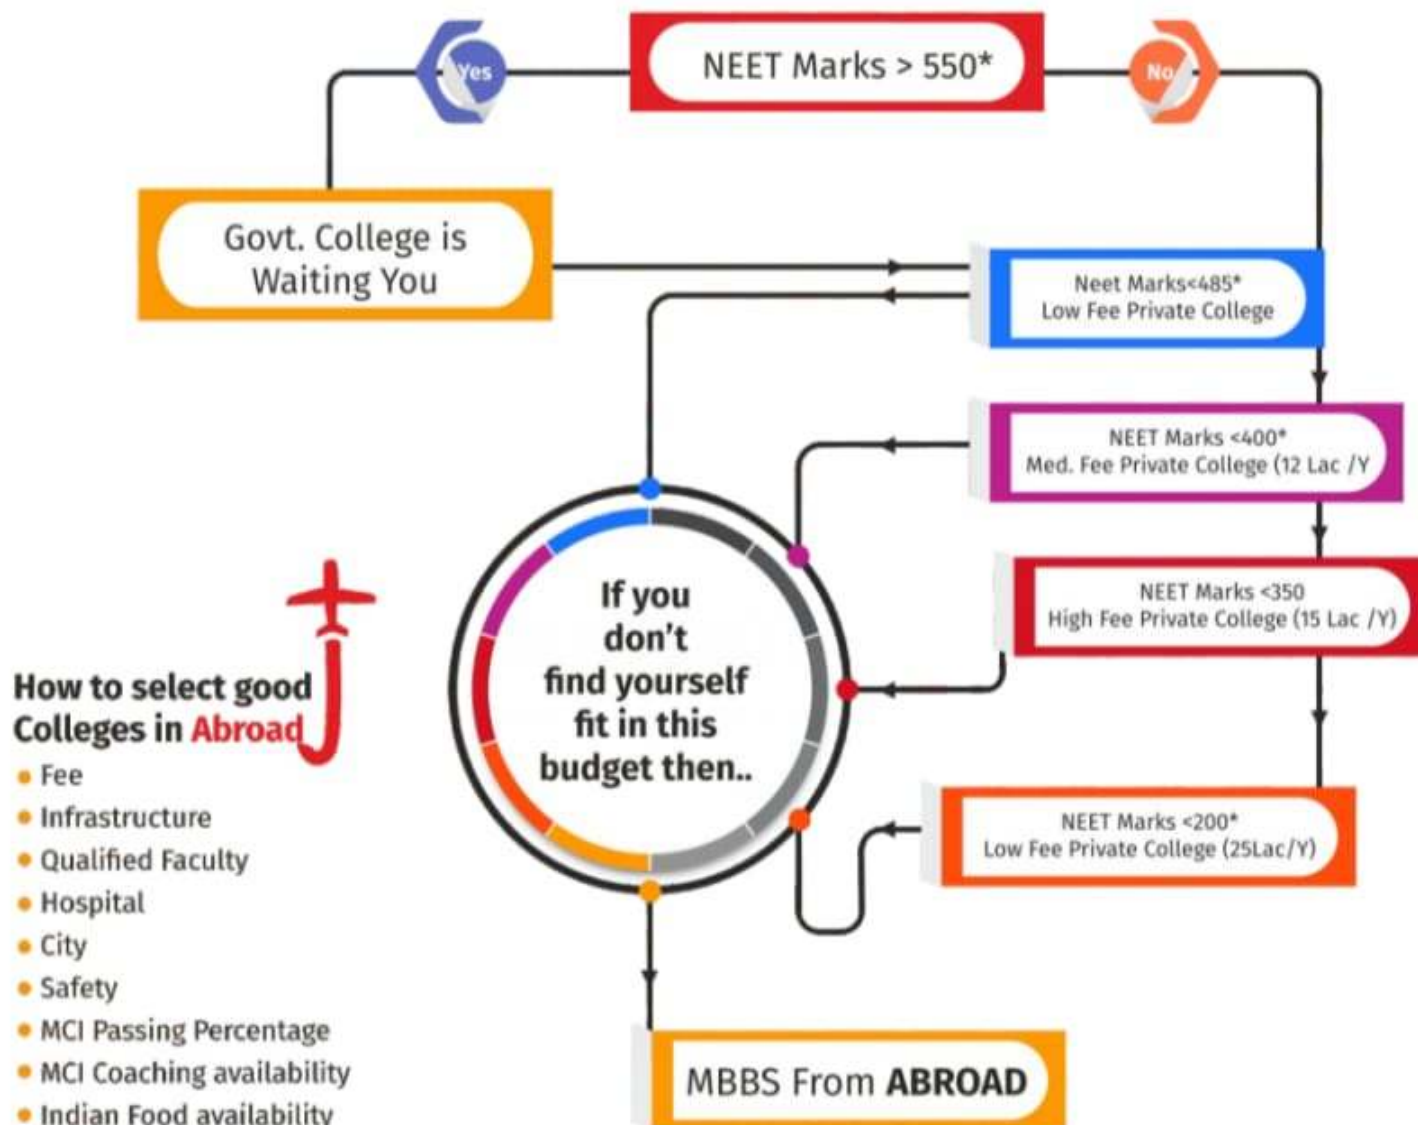 Yes
NEET Marks > 550*
No
Govt. College is
Waiting You
Neet Marks<485*
Low Fee Private College
NEET Marks <400*
Med. Fee Private College (12 Lac /Y
NEET Marks <350
High Fee Private College (15 Lac /Y)
If you
don't
find yourself
fit in this
budget then..
NEET Marks <200*
Low Fee Private College (25Lac/Y)
How to select good
Colleges in Abroad
• Fee
• Infrastructure
• Qualified Faculty
• Hospital
• City
• Safety
• MCI Passing Percentage
• MCI Coaching availability
• Indian Food availability
MBBS From ABROAD